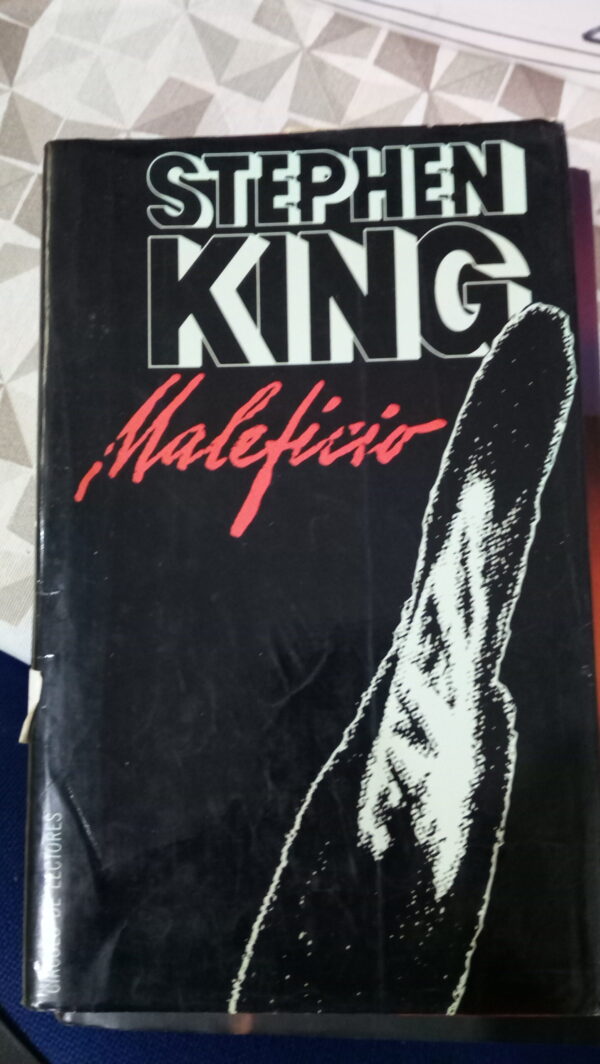 STEPHEN
KING
Maleficio
CÍRCULO DE LECTORES